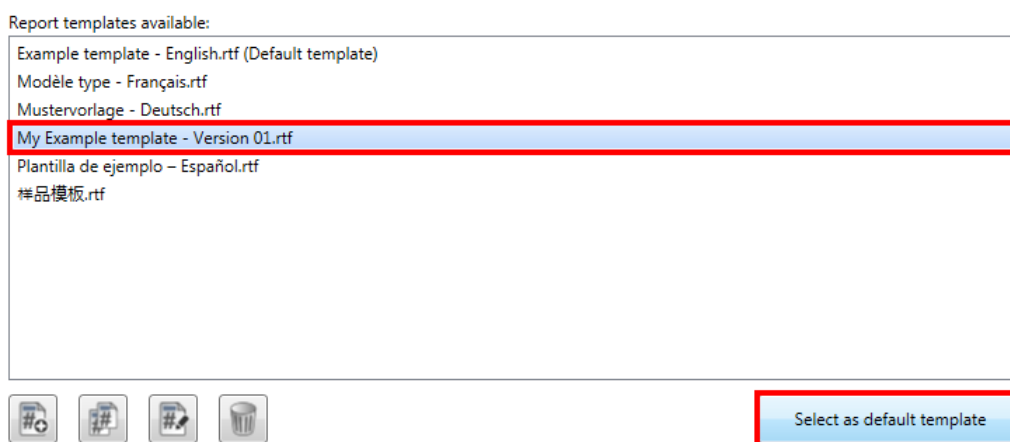 Report templates available:
Example template - English.rtf (Default template)
Modèle type - Français.rtf
Mustervorlage - Deutsch.rtf
My Example template - Version 01.rtf
Plantilla de ejemplo – Español.rtf
样品模板.rtf
Select as default template